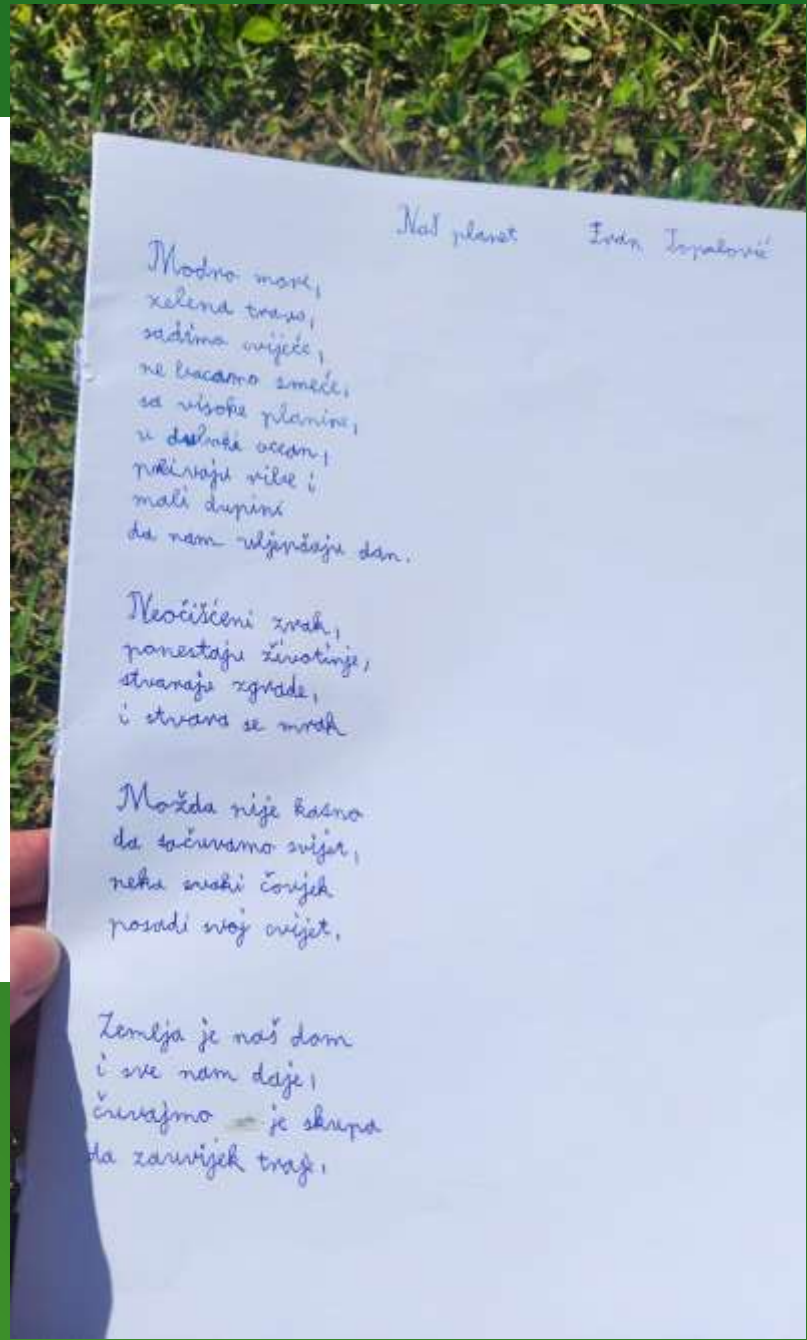 Naš planet Ivan Topalović
Modro more,
zelena trava,
sadimo cvijeće,
ne bacamo smeće,
sa visoke planine,
u duboki ocean,
plivaju ribe i
mali dupini
da nam uljepšaju dan.
Neočišćeni zrak,
ponestaju životinje,
stvaraju zgrade,
i stvara se mrak
Možda nije kasno
da sačuvamo svijet,
neka svaki čovjek
posadi svoj cvijet.
Zemlja je naš dom
i sve nam daje,
čuvajmo je skupa
da zauvijek traje.